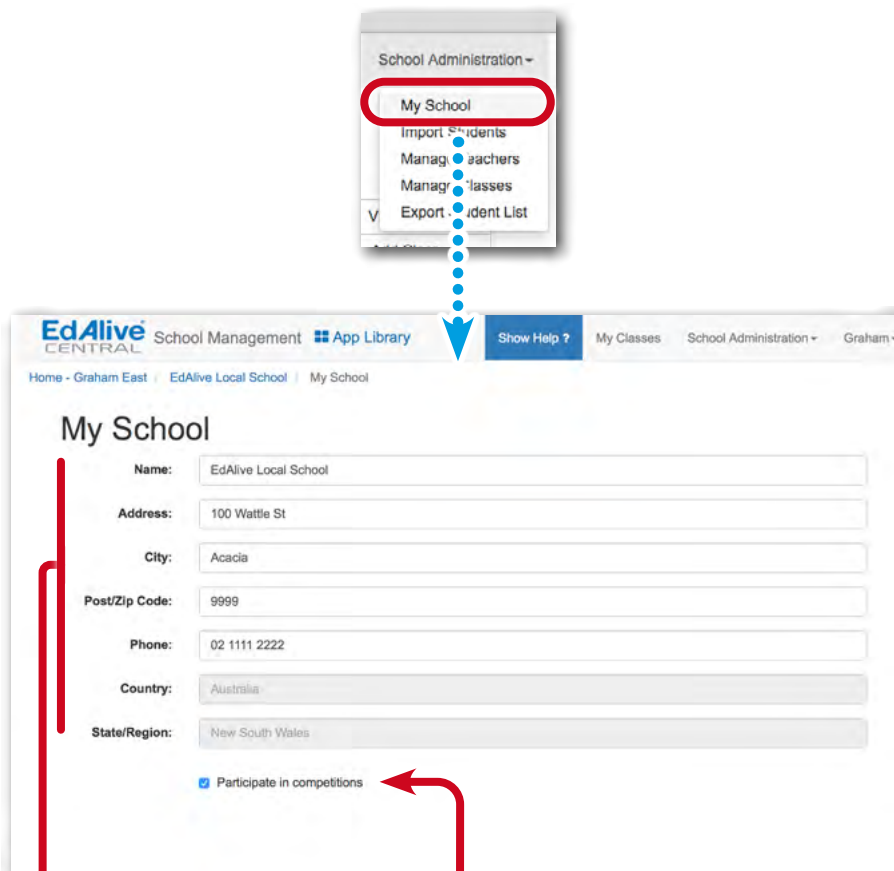 School Administration
My School
Import Students
Manage Teachers
Manage Classes
Export Student List
EdAlive CENTRAL School Management App Library Show Help ? My Classes School Administration Graham
Home - Graham East / EdAlive Local School / My School
My School
Name: EdAlive Local School
Address: 100 Wattle St
City: Acacia
Post/Zip Code: 9999
Phone: 02 1111 2222
Country: Australia
State/Region: New South Wales
Participate in competitions